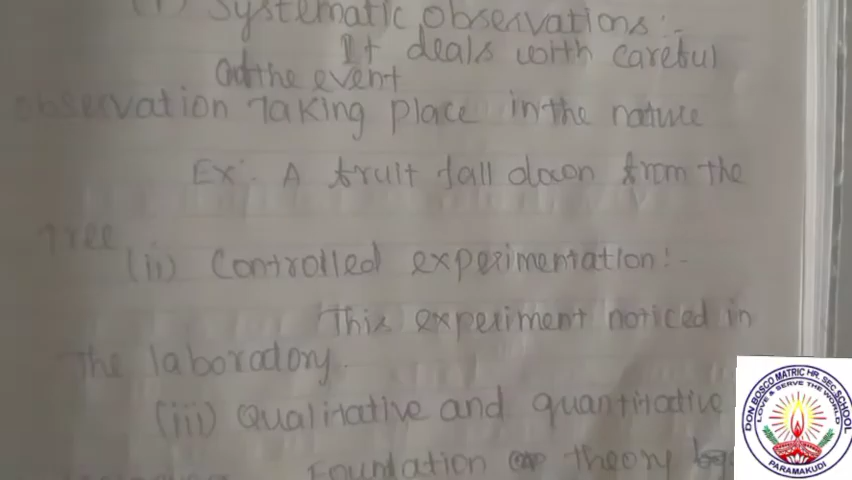 (i) Systematic observations:-
It deals with careful
and the event
observation Taking place in the nature
Ex:- A fruit fall down from the
Tree
(ii) Controlled experimentation:-
This experiment noticed in
The laboratory.
(iii) Qualitative and quantitative
Foundation theory
DON BOSCO MATRIC HR. SEC. SCHOOL
LOVE & SERVE THE WORLD
PARAMAKUDI